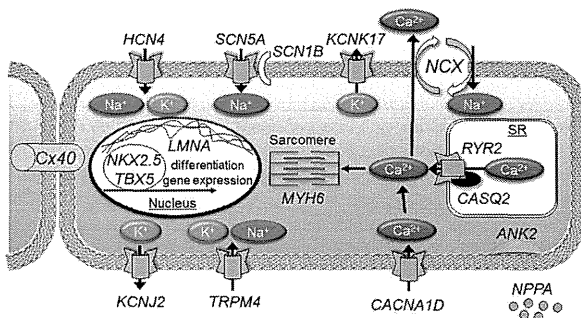 HCN4
SCN5A
SCN1B
KCNK17
Ca²⁺
NCX
Na⁺
K⁺
Na⁺
K⁺
Na⁺
LMNA
NKX2.5
TBX5
differentiation
gene expression
Nucleus
Cx40
Sarcomere
MYH6
Ca²⁺
SR
RYR2
Ca²⁺
CASQ2
K⁺
K⁺
Na⁺
Ca²⁺
ANK2
KCNJ2
TRPM4
CACNA1D
NPPA